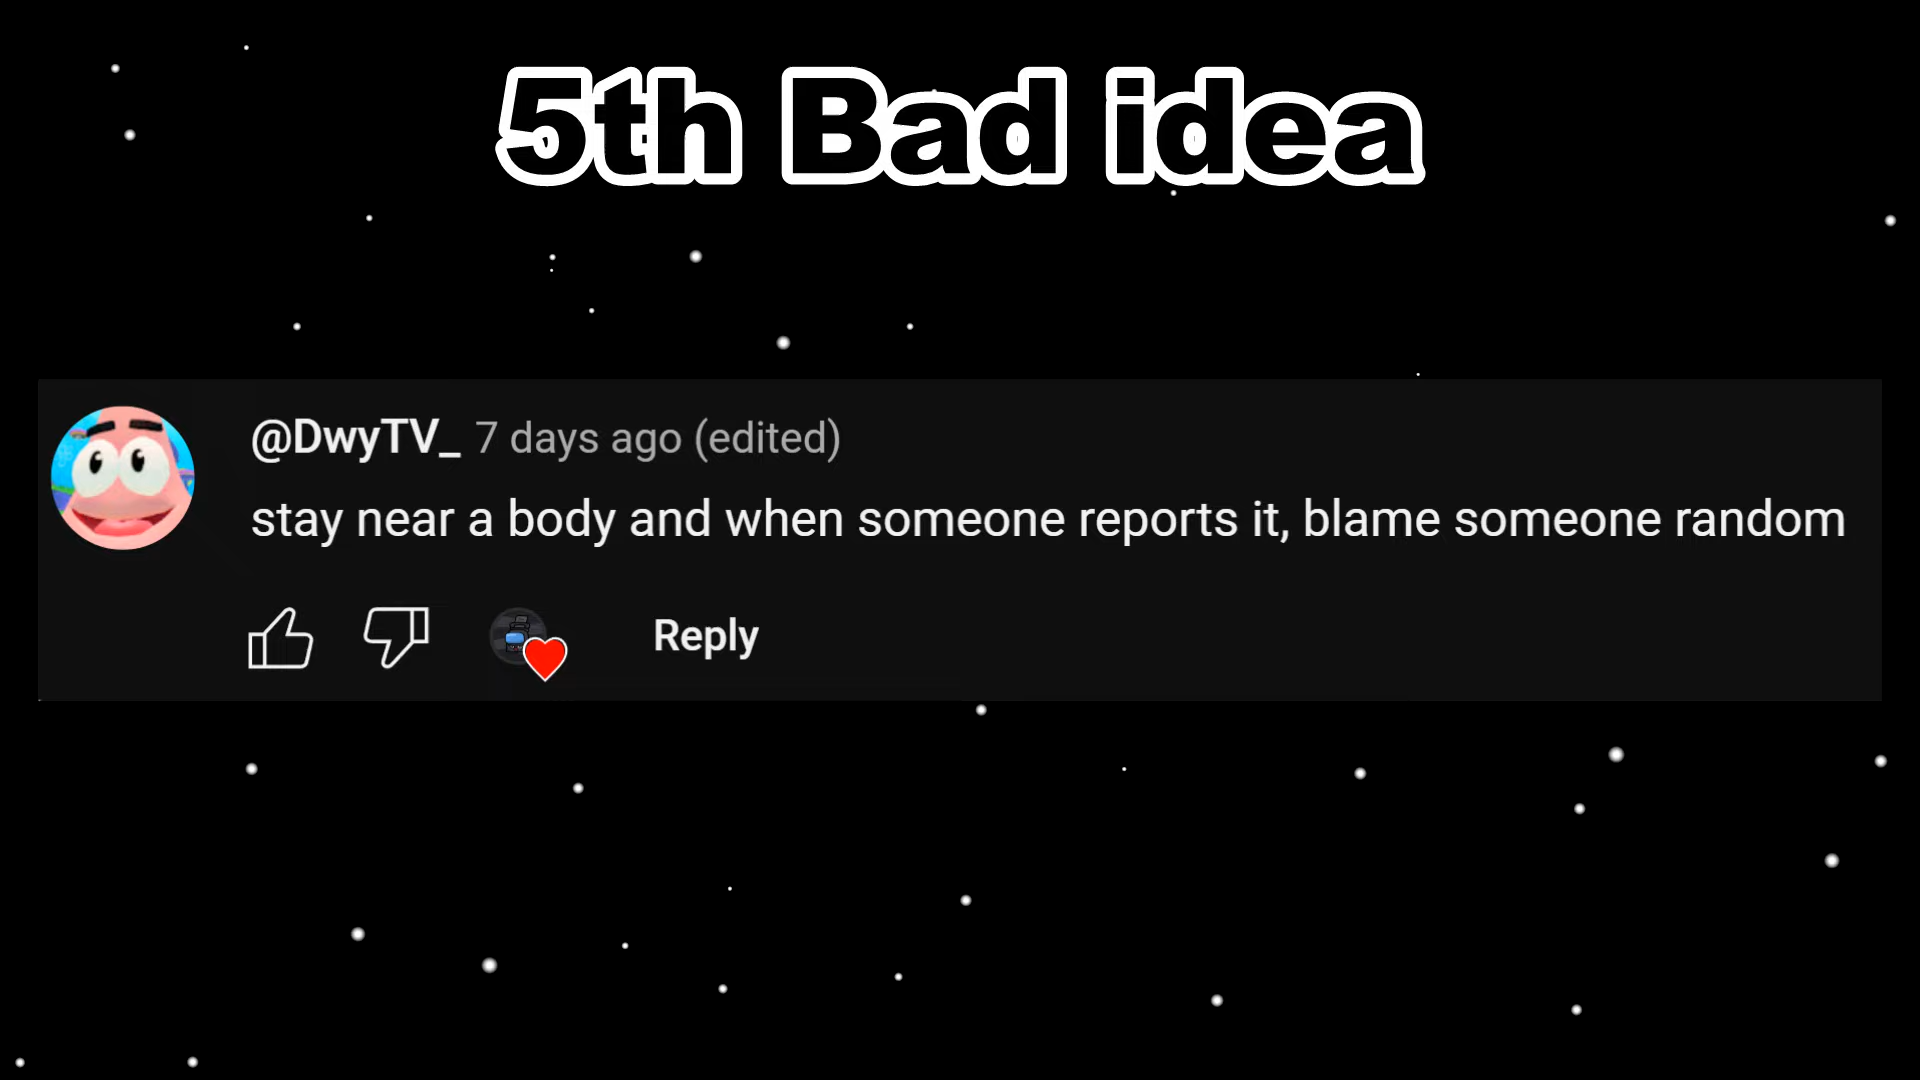 5th Bad idea
@DwyTV_ 7 days ago (edited)
stay near a body and when someone reports it, blame someone random
Reply